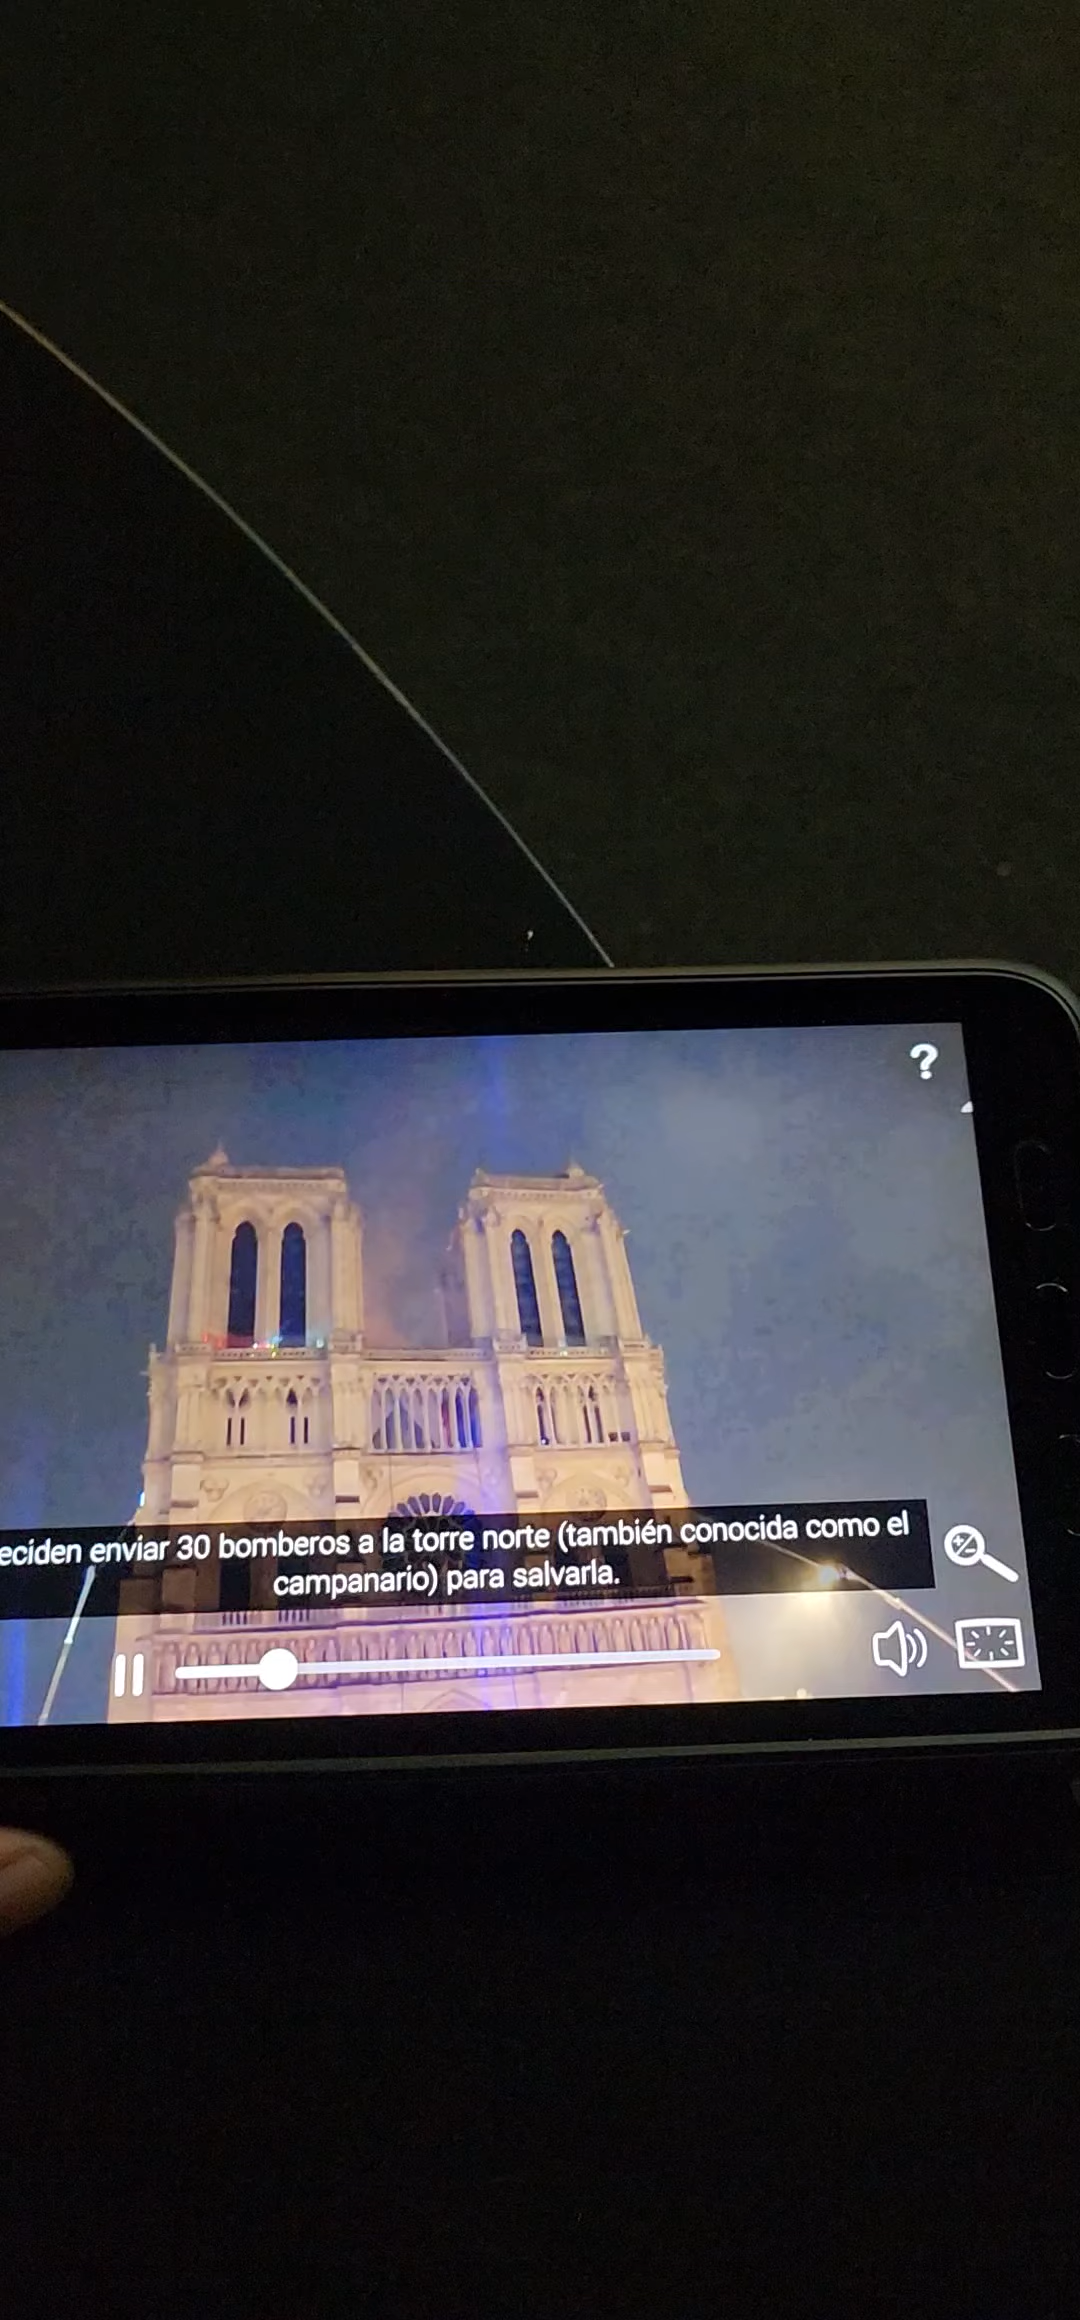 ?
eciden enviar 30 bomberos a la torre norte (también conocida como el
campanario) para salvarla.